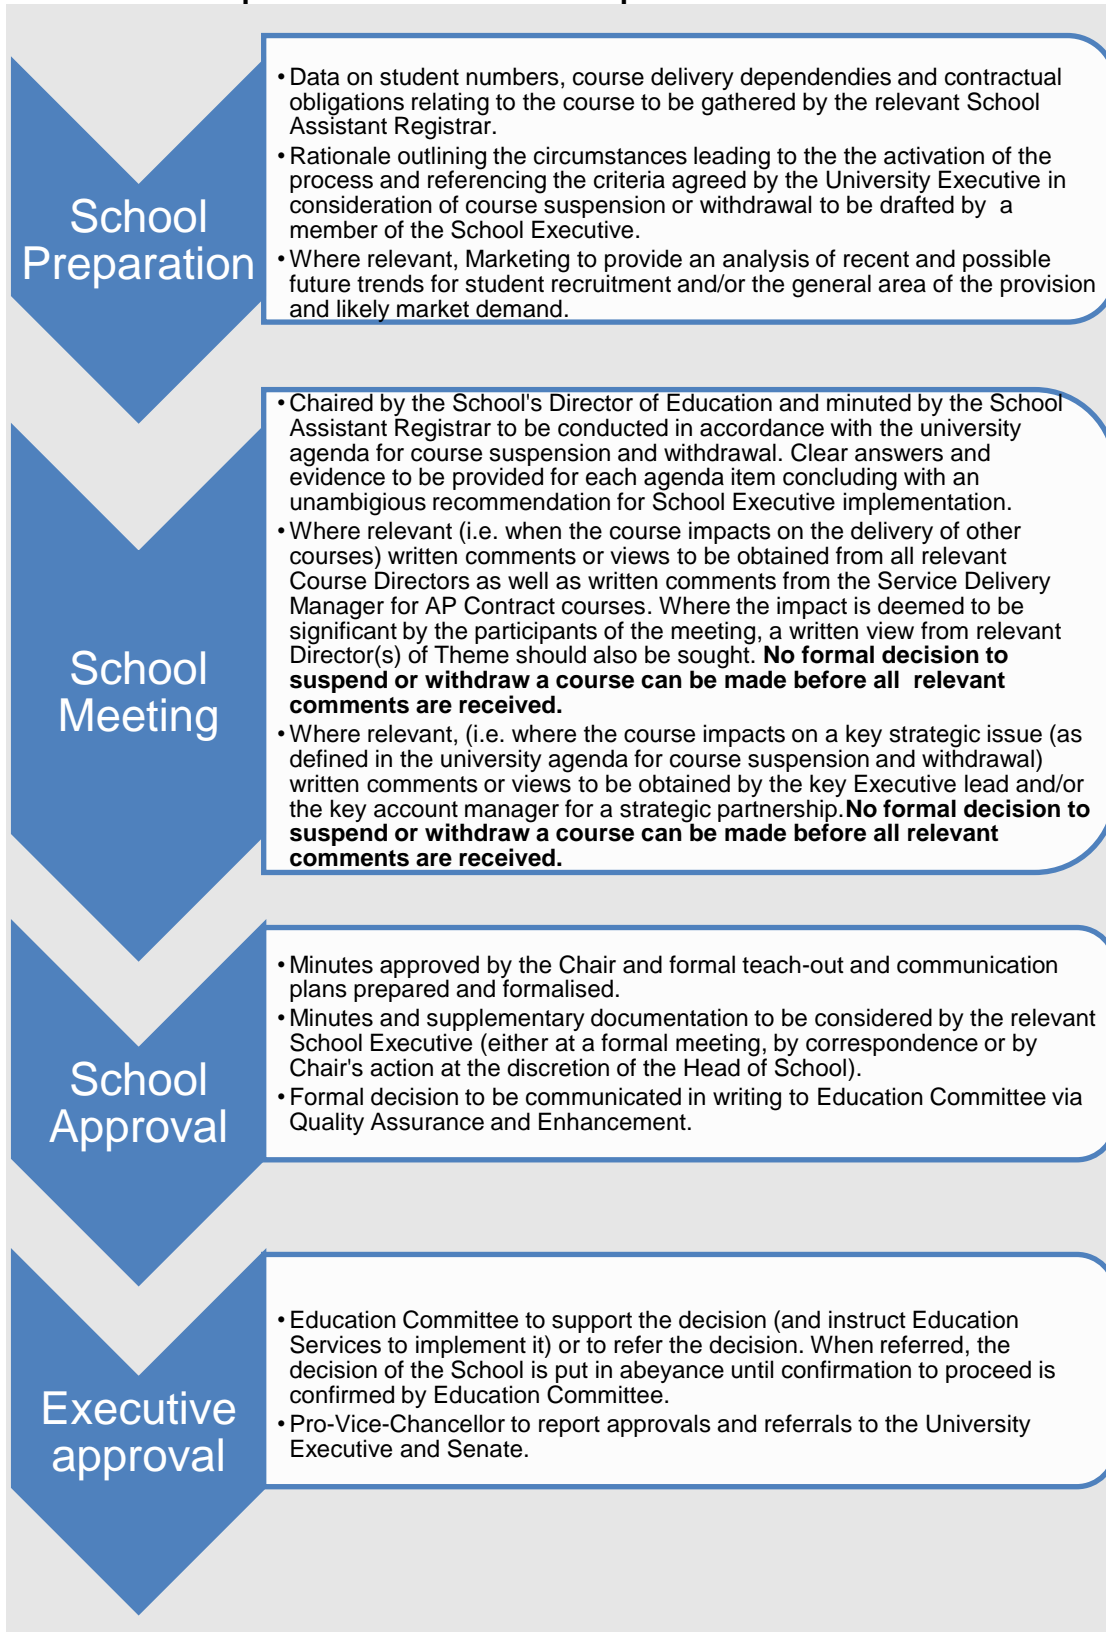 School
Preparation
• Data on student numbers, course delivery dependendies and contractual
obligations relating to the course to be gathered by the relevant School
Assistant Registrar.
• Rationale outlining the circumstances leading to the the activation of the
process and referencing the criteria agreed by the University Executive in
consideration of course suspension or withdrawal to be drafted by a
member of the School Executive.
• Where relevant, Marketing to provide an analysis of recent and possible
future trends for student recruitment and/or the general area of the provision
and likely market demand.
School
Meeting
• Chaired by the School's Director of Education and minuted by the School
Assistant Registrar to be conducted in accordance with the university
agenda for course suspension and withdrawal. Clear answers and
evidence to be provided for each agenda item concluding with an
unambigious recommendation for School Executive implementation.
• Where relevant (i.e. when the course impacts on the delivery of other
courses) written comments or views to be obtained from all relevant
Course Directors as well as written comments from the Service Delivery
Manager for AP Contract courses. Where the impact is deemed to be
significant by the participants of the meeting, a written view from relevant
Director(s) of Theme should also be sought. No formal decision to
suspend or withdraw a course can be made before all relevant
comments are received.
• Where relevant, (i.e. where the course impacts on a key strategic issue (as
defined in the university agenda for course suspension and withdrawal)
written comments or views to be obtained by the key Executive lead and/or
the key account manager for a strategic partnership.No formal decision to
suspend or withdraw a course can be made before all relevant
comments are received.
School
Approval
• Minutes approved by the Chair and formal teach-out and communication
plans prepared and formalised.
• Minutes and supplementary documentation to be considered by the relevant
School Executive (either at a formal meeting, by correspondence or by
Chair's action at the discretion of the Head of School).
• Formal decision to be communicated in writing to Education Committee via
Quality Assurance and Enhancement.
Executive
approval
• Education Committee to support the decision (and instruct Education
Services to implement it) or to refer the decision. When referred, the
decision of the School is put in abeyance until confirmation to proceed is
confirmed by Education Committee.
• Pro-Vice-Chancellor to report approvals and referrals to the University
Executive and Senate.